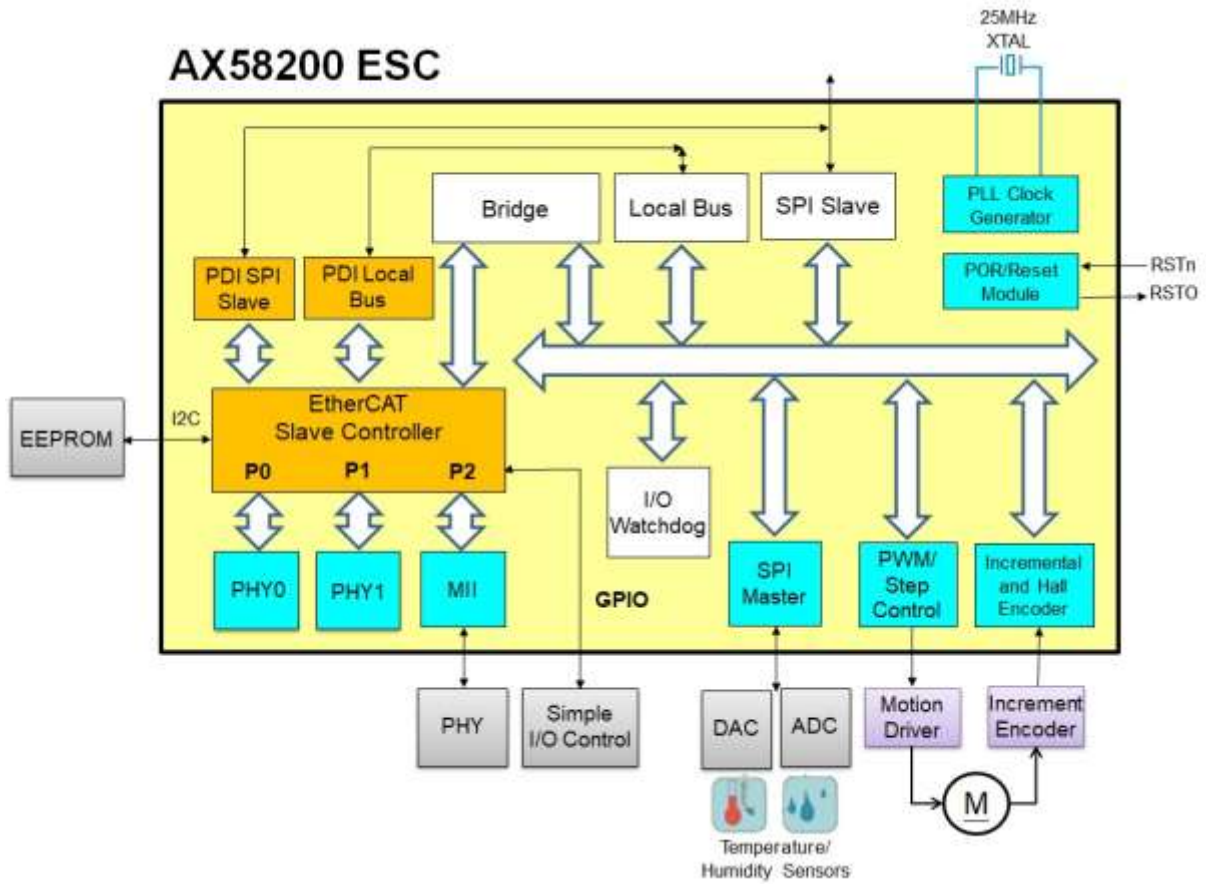 25MHz
XTAL
AX58200 ESC
Bridge
Local Bus
SPI Slave
PLL Clock
Generator
PDI SPI
Slave
PDI Local
Bus
POR/Reset
Module
RSTn
RSTO
EEPROM
I2C
EtherCAT
Slave Controller
P0
P1
P2
I/O
Watchdog
PHY0
PHY1
MII
GPIO
SPI
Master
PWM/
Step
Control
Incremental
and Hall
Encoder
PHY
Simple
I/O Control
DAC
ADC
Motion
Driver
Increment
Encoder
M
Temperature/
Humidity Sensors